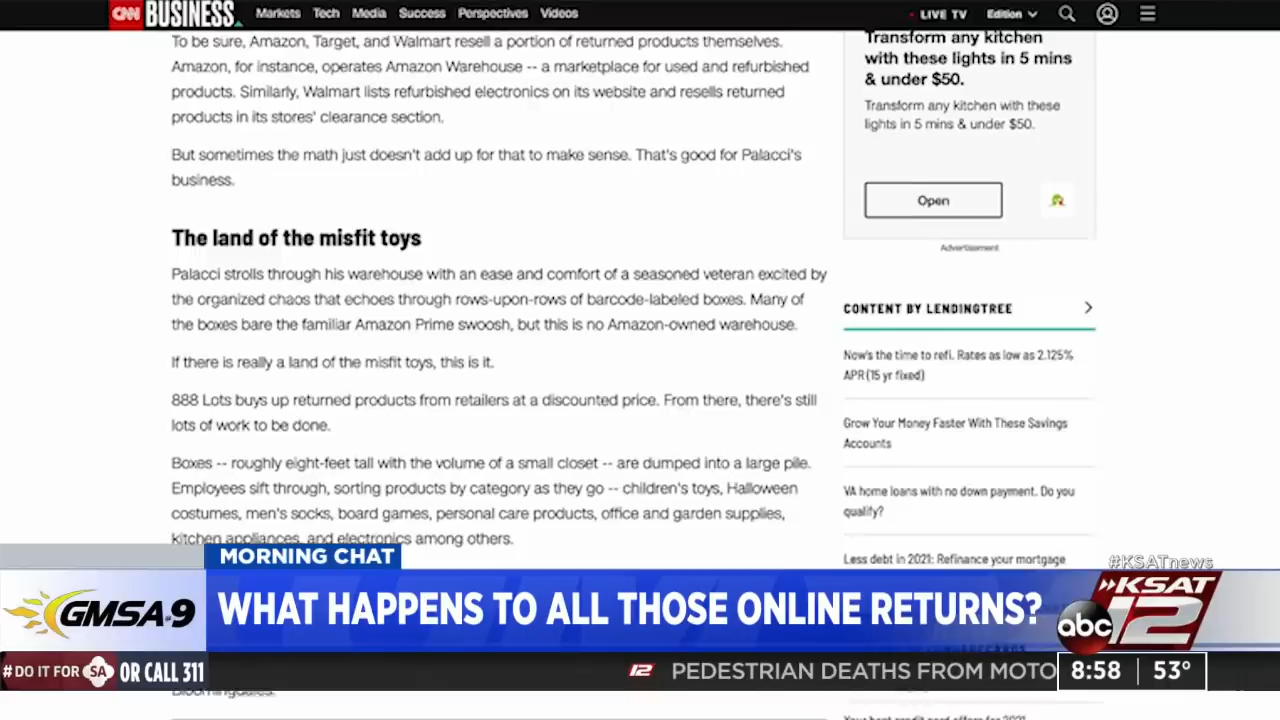 CNN BUSINESS Markets Tech Media Success Perspectives Videos LIVE TV Edition
To be sure, Amazon, Target, and Walmart resell a portion of returned products themselves.
Amazon, for instance, operates Amazon Warehouse -- a marketplace for used and refurbished
products. Similarly, Walmart lists refurbished electronics on its website and resells returned
products in its stores' clearance section.
But sometimes the math just doesn't add up for that to make sense. That's good for Palacci's
business.
The land of the misfit toys
Palacci strolls through his warehouse with an ease and comfort of a seasoned veteran excited by
the organized chaos that echoes through rows-upon-rows of barcode-labeled boxes. Many of
the boxes bare the familiar Amazon Prime swoosh, but this is no Amazon-owned warehouse.
If there is really a land of the misfit toys, this is it.
888 Lots buys up returned products from retailers at a discounted price. From there, there's still
lots of work to be done.
Boxes -- roughly eight-feet tall with the volume of a small closet -- are dumped into a large pile.
Employees sift through, sorting products by category as they go -- children's toys, Halloween
costumes, men's socks, board games, personal care products, office and garden supplies,
kitchen appliances, and electronics among others.
Transform any kitchen
with these lights in 5 mins
& under $50.
Transform any kitchen with these
lights in 5 mins & under $50.
Open
Advertisement
CONTENT BY LENDINGTREE
Now's the time to refi. Rates as low as 2.125%
APR (15 yr fixed)
Grow Your Money Faster With These Savings
Accounts
VA home loans with no down payment. Do you
qualify?
Less debt in 2021: Refinance your mortgage
#KSATnews
MORNING CHAT
GMSA@9
WHAT HAPPENS TO ALL THOSE ONLINE RETURNS?
abc KSAT 12
#DO IT FOR SA OR CALL 311
12 PEDESTRIAN DEATHS FROM MOTO
8:58 53°
Bloomingdales.